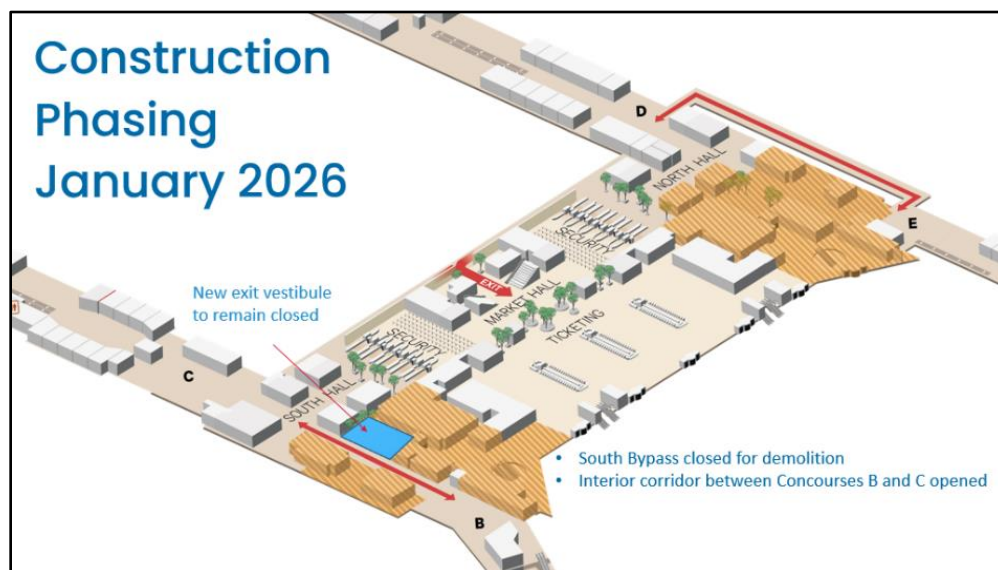 Construction
Phasing
January 2026
D
NORTH HALL
E
SECURITY
EXIT
MARKET HALL
New exit vestibule
to remain closed
TICKETING
SECURITY
C
SOUTH HALL
• South Bypass closed for demolition
• Interior corridor between Concourses B and C opened
B